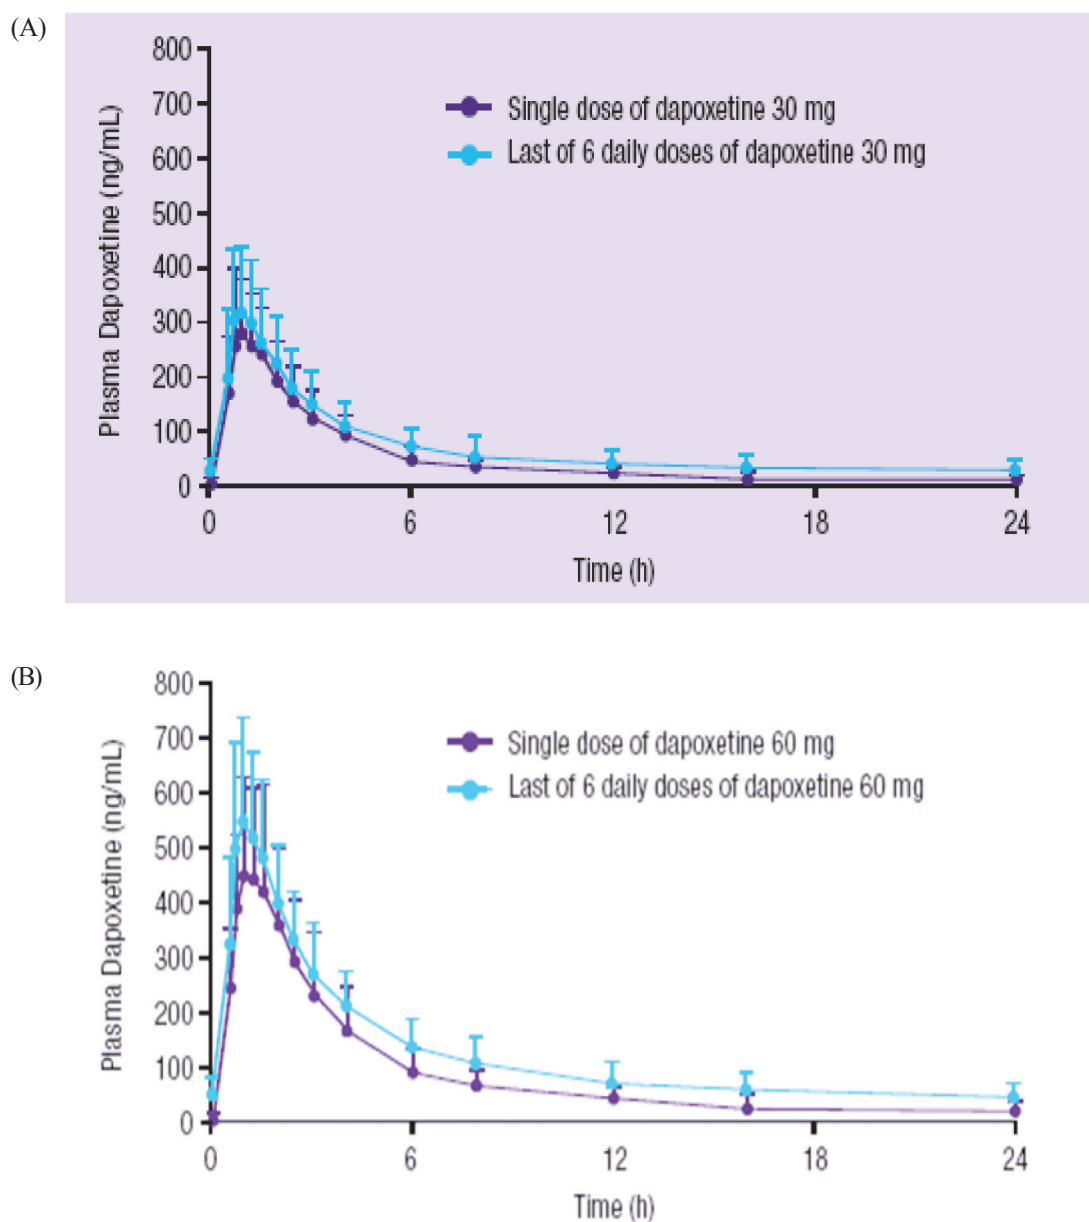 (A)
800
700
600
500
400
300
200
100
0
Plasma Dapoxetine (ng/mL)
Single dose of dapoxetine 30 mg
Last of 6 daily doses of dapoxetine 30 mg
0 6 12 18 24
Time (h)
(B)
800
700
600
500
400
300
200
100
0
Plasma Dapoxetine (ng/mL)
Single dose of dapoxetine 60 mg
Last of 6 daily doses of dapoxetine 60 mg
0 6 12 18 24
Time (h)